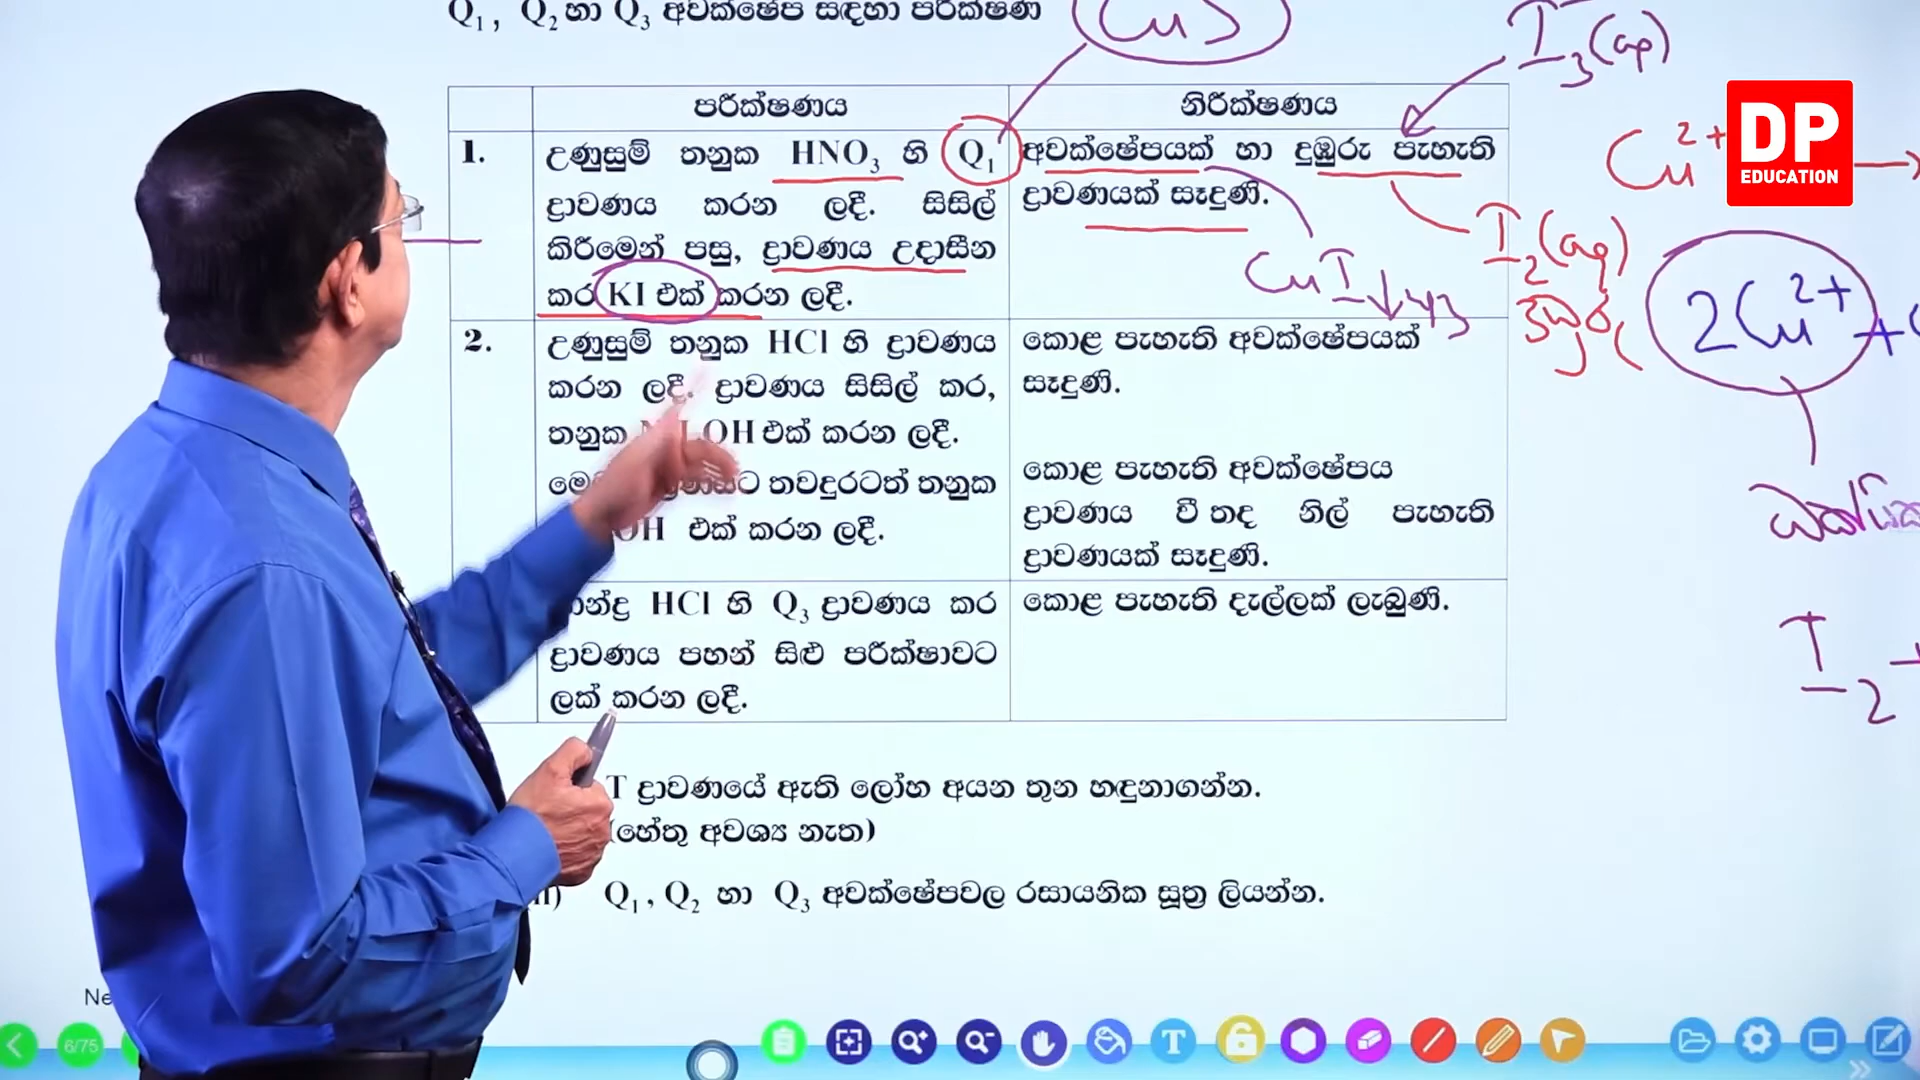 Q₁, Q₂ හා Q₃ අවක්ෂේප සඳහා පරීක්ෂණ
CuS
I₃⁻(aq)
පරීක්ෂණය
නිරීක්ෂණය
DP
EDUCATION
1.
උණුසුම් තනුක HNO₃ හි Q₁
ද්‍රාවණය කරන ලදී. සිසිල්
කිරීමෙන් පසු, ද්‍රාවණය උදාසීන
කර KI එක් කරන ලදී.
අවක්ෂේපයක් හා දුඹුරු පැහැති
ද්‍රාවණයක් සෑදුණි.
Cu²⁺
I₂(aq)
දුඹුරු
CuI↓
2Cu²⁺ +
2.
උණුසුම් තනුක HCl හි ද්‍රාවණය
කරන ලදී. ද්‍රාවණය සිසිල් කර,
තනුක OH එක් කරන ලදී.
තවදුරටත් තනුක
OH එක් කරන ලදී.
කොළ පැහැති අවක්ෂේපයක්
සෑදුණි.
කොළ පැහැති අවක්ෂේපය
ද්‍රාවණය වී තද නිල් පැහැති
ද්‍රාවණයක් සෑදුණි.
HCl හි Q₃ ද්‍රාවණය කර
ද්‍රාවණය පහන් සිළු පරීක්ෂාවට
ලක් කරන ලදී.
කොළ පැහැති දැල්ලක් ලැබුණි.
I₂ +
T ද්‍රාවණයේ ඇති ලෝහ අයන තුන හඳුනාගන්න.
(හේතු අවශ්‍ය නැත)
Q₁, Q₂ හා Q₃ අවක්ෂේපවල රසායනික සූත්‍ර ලියන්න.
Ne
6/75
T